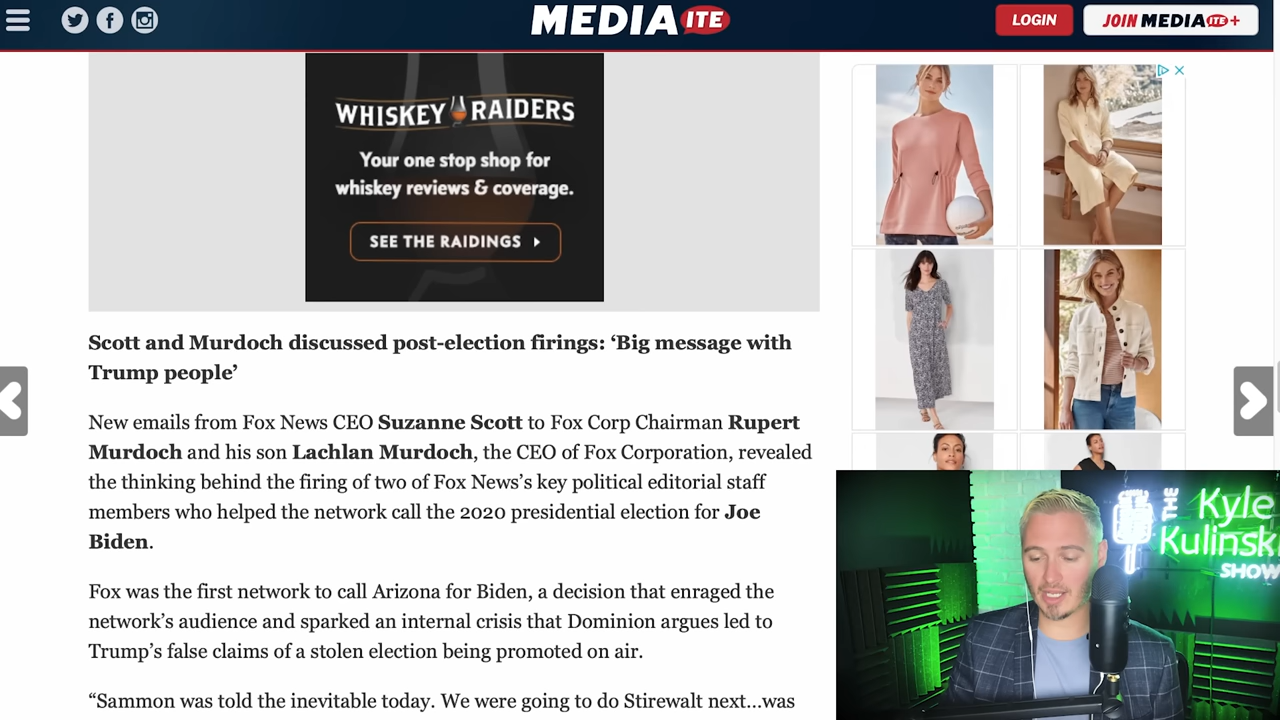 MEDIAITE
LOGIN
JOIN MEDIAITE+
WHISKEY RAIDERS
Your one stop shop for
whiskey reviews & coverage.
SEE THE RAIDINGS
Scott and Murdoch discussed post-election firings: ‘Big message with
Trump people’
New emails from Fox News CEO Suzanne Scott to Fox Corp Chairman Rupert
Murdoch and his son Lachlan Murdoch, the CEO of Fox Corporation, revealed
the thinking behind the firing of two of Fox News’s key political editorial staff
members who helped the network call the 2020 presidential election for Joe
Biden.
Fox was the first network to call Arizona for Biden, a decision that enraged the
network’s audience and sparked an internal crisis that Dominion argues led to
Trump’s false claims of a stolen election being promoted on air.
“Sammon was told the inevitable today. We were going to do Stirewalt next...was
THE
Kyle
Kulinsk
SHOW